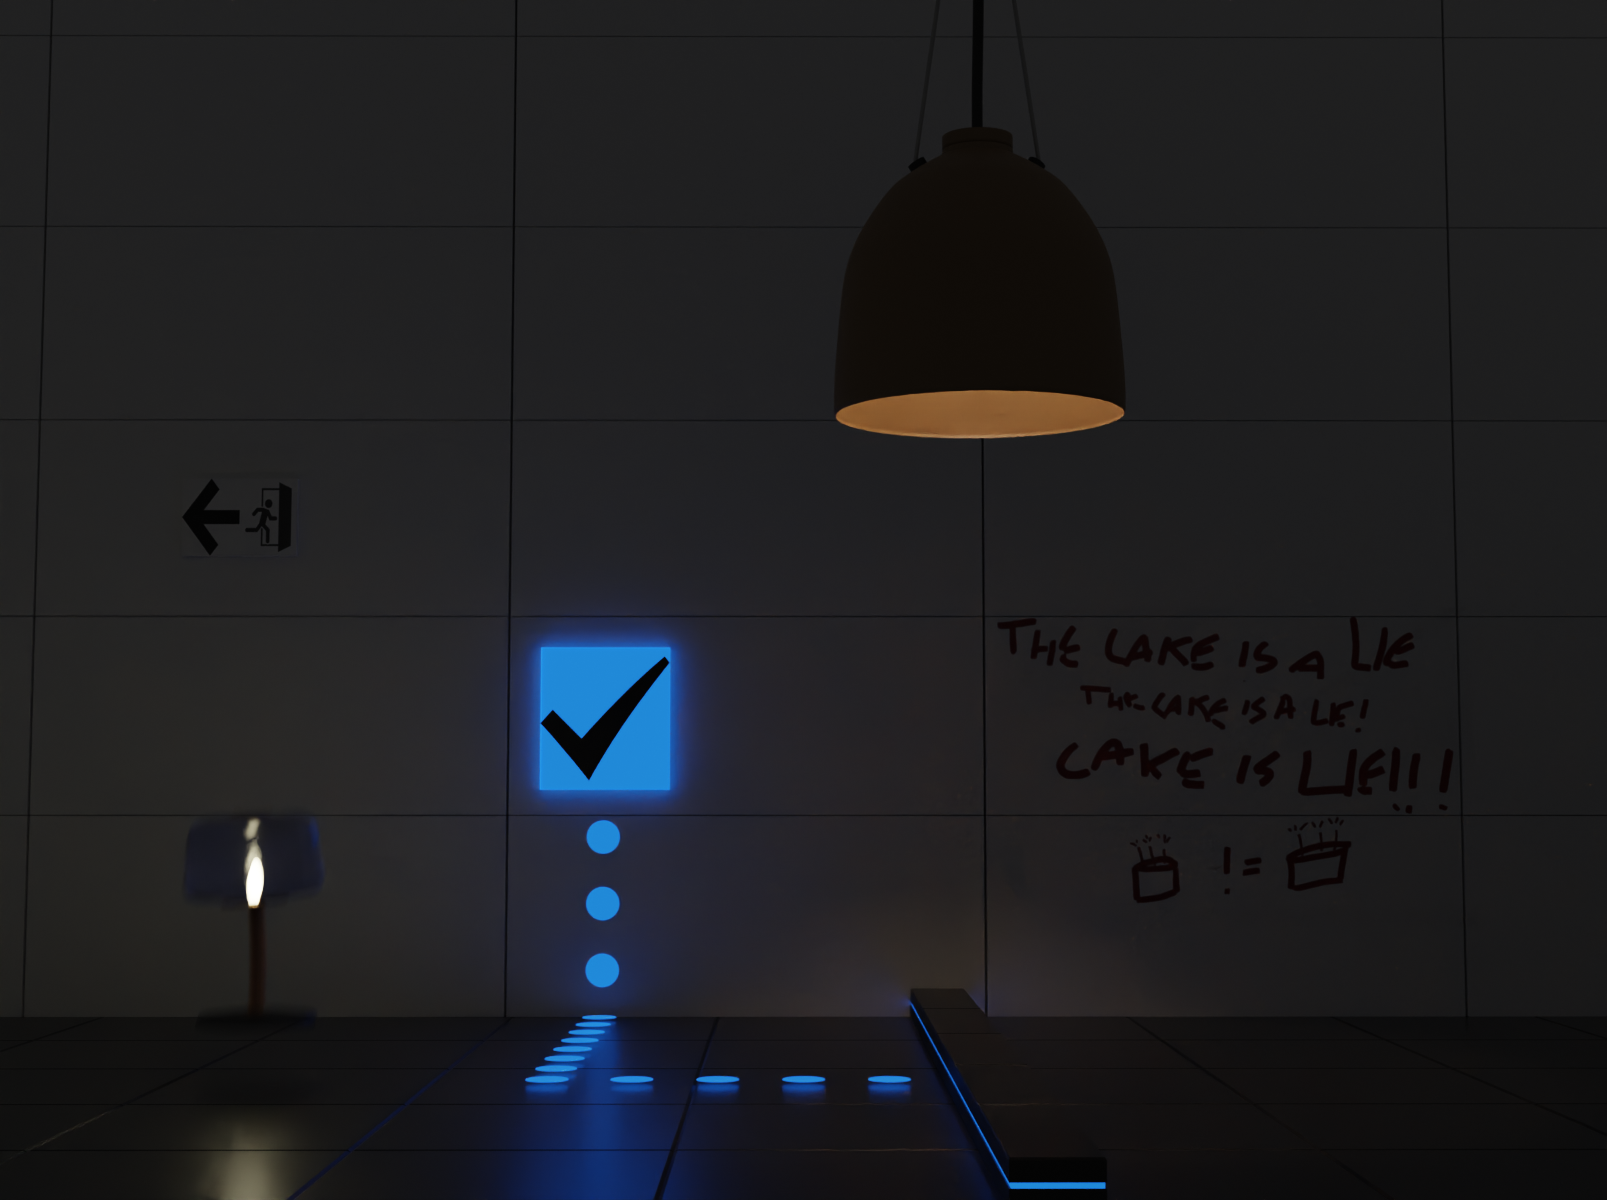 THE CAKE IS A LIE
THE CAKE IS A LIE!
CAKE IS LIE!!!
!=